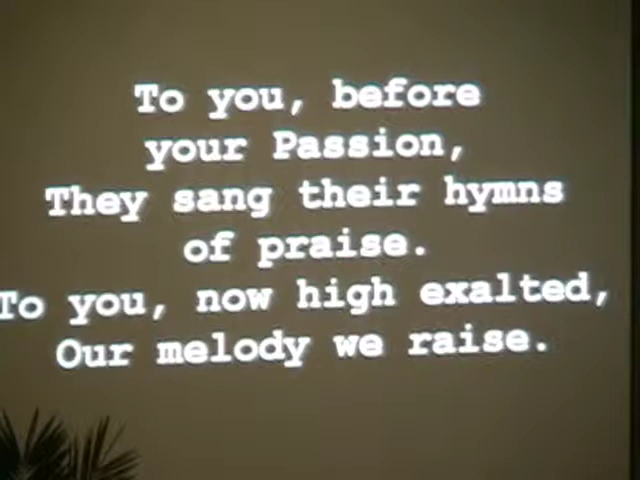 To you, before
your Passion,
They sang their hymns
of praise.
To you, now high exalted,
Our melody we raise.